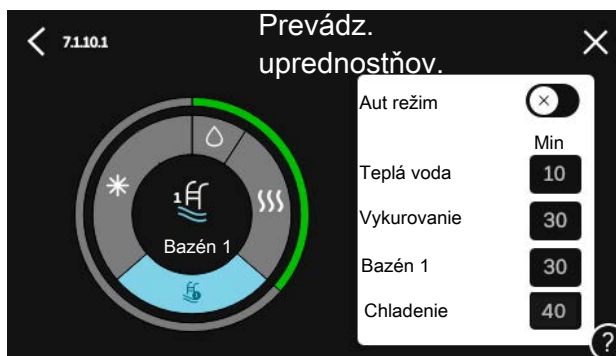 7.1.10.1
Prevádz.
uprednostňov.
Aut režim
Min
Teplá voda
10
Vykurovanie
30
Bazén 1
30
Chladenie
40
1
Bazén 1
?